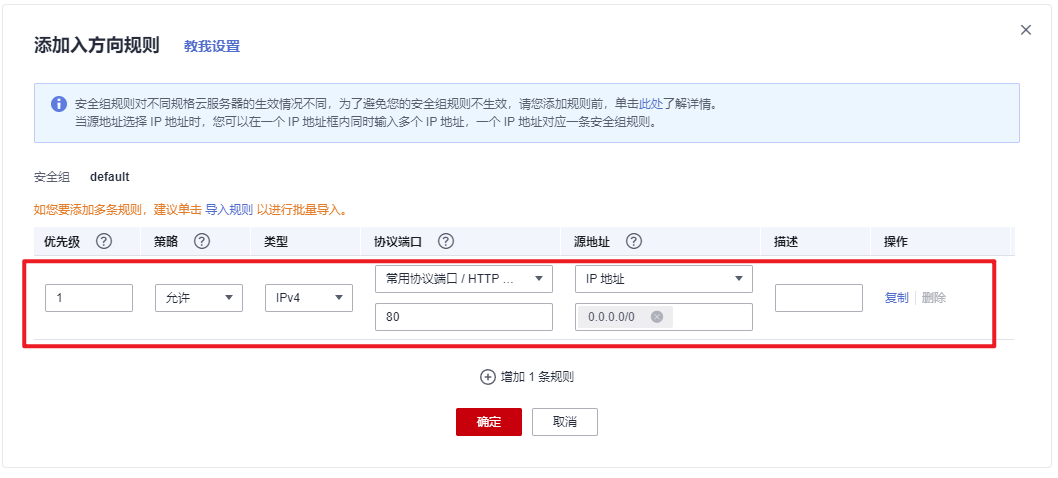 添加入方向规则 教我设置
安全组规则对不同规格云服务器的生效情况不同，为了避免您的安全组规则不生效，请您添加规则前，单击此处了解详情。
当源地址选择 IP 地址时，您可以在一个 IP 地址框内同时输入多个 IP 地址，一个 IP 地址对应一条安全组规则。
安全组 default
如您要添加多条规则，建议单击 导入规则 以进行批量导入。
优先级 ? 策略 ? 类型 协议端口 ? 源地址 ? 描述 操作
常用协议端口 / HTTP ... IP 地址
1 允许 IPv4 复制 删除
80 0.0.0.0/0
增加 1 条规则
确定 取消